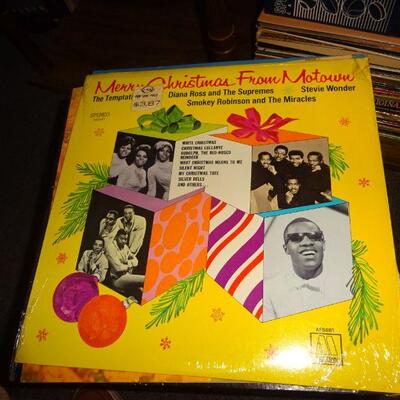 Merry Christmas From Motown
$3.87
The Temptat
Diana Ross and The Supremes
Stevie Wonder
Smokey Robinson and The Miracles
STEREO
WHITE CHRISTMAS
CHRISTMAS LULLABYE
RUDOLPH, THE RED-NOSED
REINDEER
WHAT CHRISTMAS MEANS TO ME
SILENT NIGHT
MY CHRISTMAS TREE
SILVER BELLS
AND OTHERS . . .
M